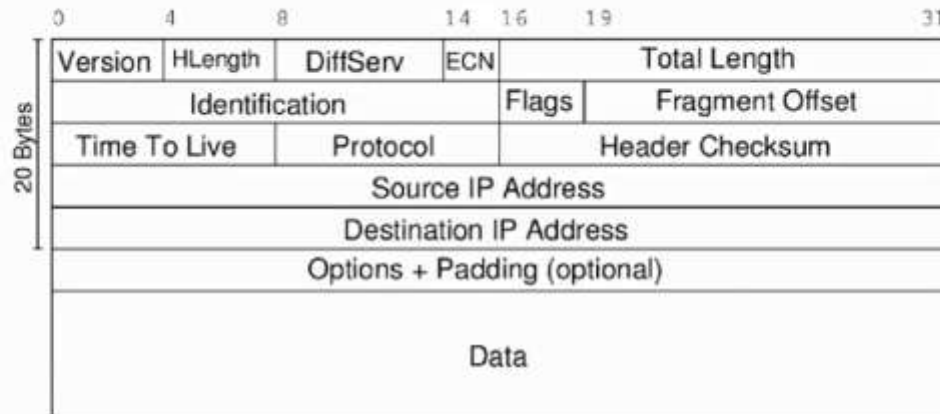 0 4 8 14 16 19 31
Version HLength DiffServ ECN Total Length
Identification Flags Fragment Offset
Time To Live Protocol Header Checksum
Source IP Address
Destination IP Address
20 Bytes
Options + Padding (optional)
Data